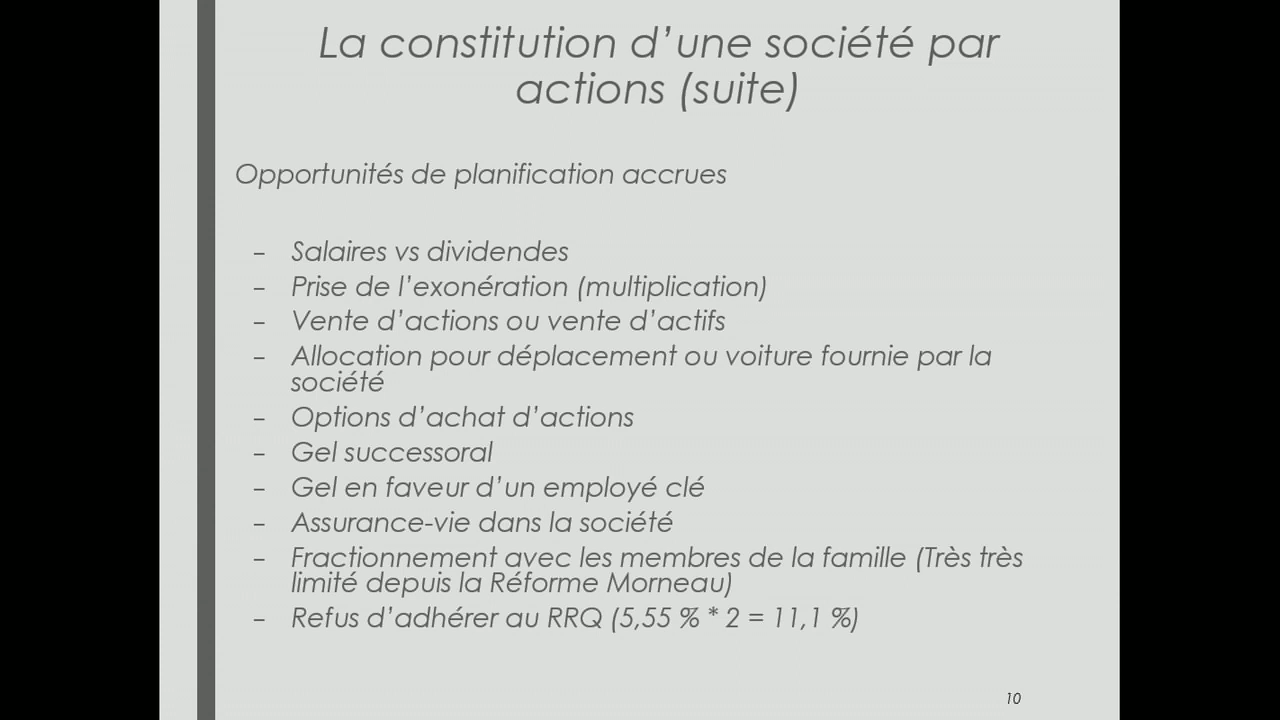 La constitution d’une société par
actions (suite)
Opportunités de planification accrues
– Salaires vs dividendes
– Prise de l’exonération (multiplication)
– Vente d’actions ou vente d’actifs
– Allocation pour déplacement ou voiture fournie par la
société
– Options d’achat d’actions
– Gel successoral
– Gel en faveur d’un employé clé
– Assurance-vie dans la société
– Fractionnement avec les membres de la famille (Très très
limité depuis la Réforme Morneau)
– Refus d’adhérer au RRQ (5,55 % * 2 = 11,1 %)
10